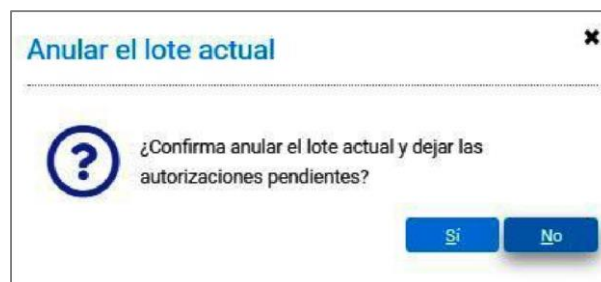 Anular el lote actual
¿Confirma anular el lote actual y dejar las
autorizaciones pendientes?
Sí
No